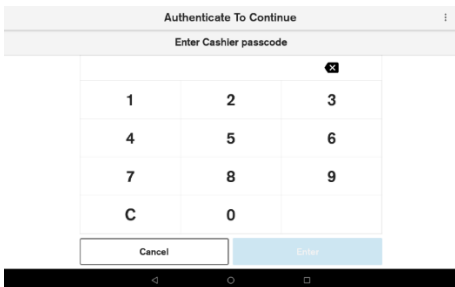 Authenticate To Continue
Enter Cashier passcode
1 2 3
4 5 6
7 8 9
C 0
Cancel Enter